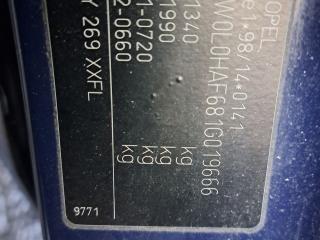 OPEL
e1*98/14*0141
W0L0HAF681G019666
1340 kg
1990 kg
1-0720 kg
2-0660 kg
Y 269 XXFL
9771